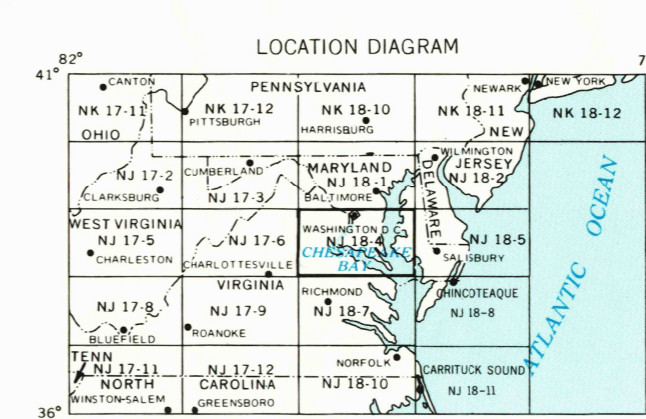 LOCATION DIAGRAM
82°
7
41°
CANTON
PENNSYLVANIA
NEWARK
NEW YORK
NK 17-11
NK 17-12
NK 18-10
NK 18-11
NK 18-12
PITTSBURGH
HARRISBURG
OHIO
NEW
WILMINGTON
JERSEY
MARYLAND
CUMBERLAND
NJ 17-2
NJ 17-3
NJ 18-1
NJ 18-2
DELAWARE
CLARKSBURG
BALTIMORE
WEST VIRGINIA
WASHINGTON D C
NJ 17-5
NJ 17-6
NJ 18-4
NJ 18-5
CHARLESTON
CHESAPEAKE
BAY
SALISBURY
CHARLOTTESVILLE
VIRGINIA
RICHMOND
CHINCOTEAQUE
NJ 17-8
NJ 17-9
NJ 18-7
NJ 18-8
BLUEFIELD
ROANOKE
ATLANTIC OCEAN
TENN
NORFOLK
NJ 17-11
NJ 17-12
CARRITUCK SOUND
NORTH
CAROLINA
NJ 18-10
NJ 18-11
WINSTON-SALEM
GREENSBORO
36°